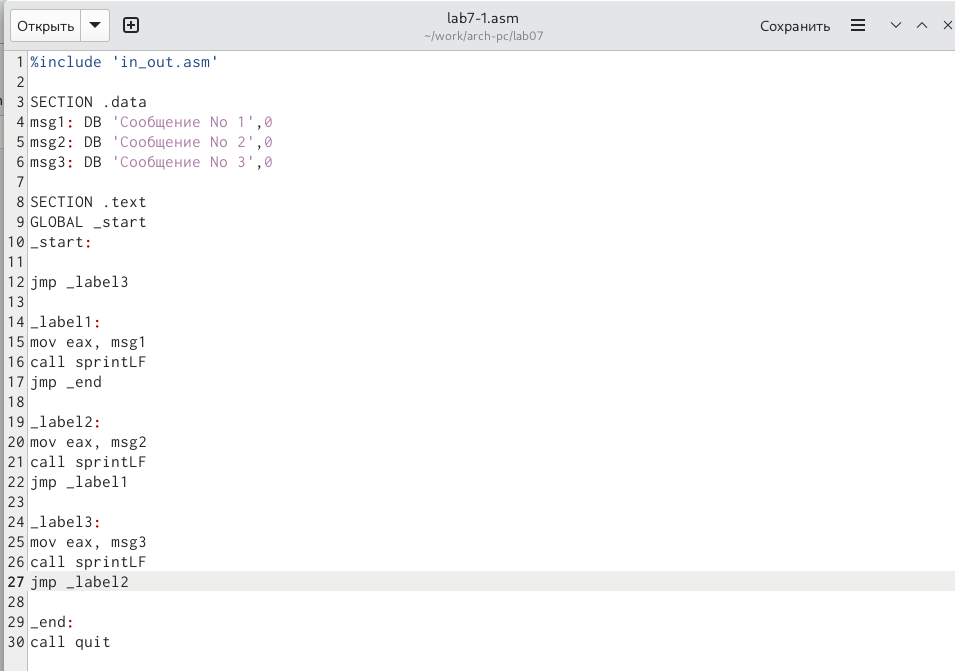 Открыть
lab7-1.asm
~/work/arch-pc/lab07
Сохранить
1 %include 'in_out.asm'
2
3 SECTION .data
4 msg1: DB 'Сообщение No 1',0
5 msg2: DB 'Сообщение No 2',0
6 msg3: DB 'Сообщение No 3',0
7
8 SECTION .text
9 GLOBAL _start
10 _start:
11
12 jmp _label3
13
14 _label1:
15 mov eax, msg1
16 call sprintLF
17 jmp _end
18
19 _label2:
20 mov eax, msg2
21 call sprintLF
22 jmp _label1
23
24 _label3:
25 mov eax, msg3
26 call sprintLF
27 jmp _label2
28
29 _end:
30 call quit